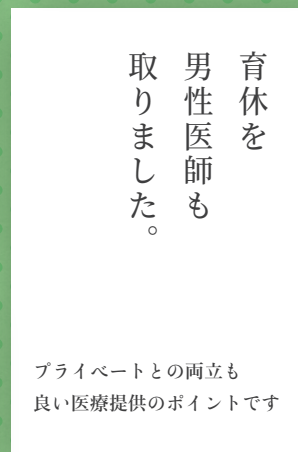 育休を
男性医師も
取りました。
プライベートとの両立も
良い医療提供のポイントです